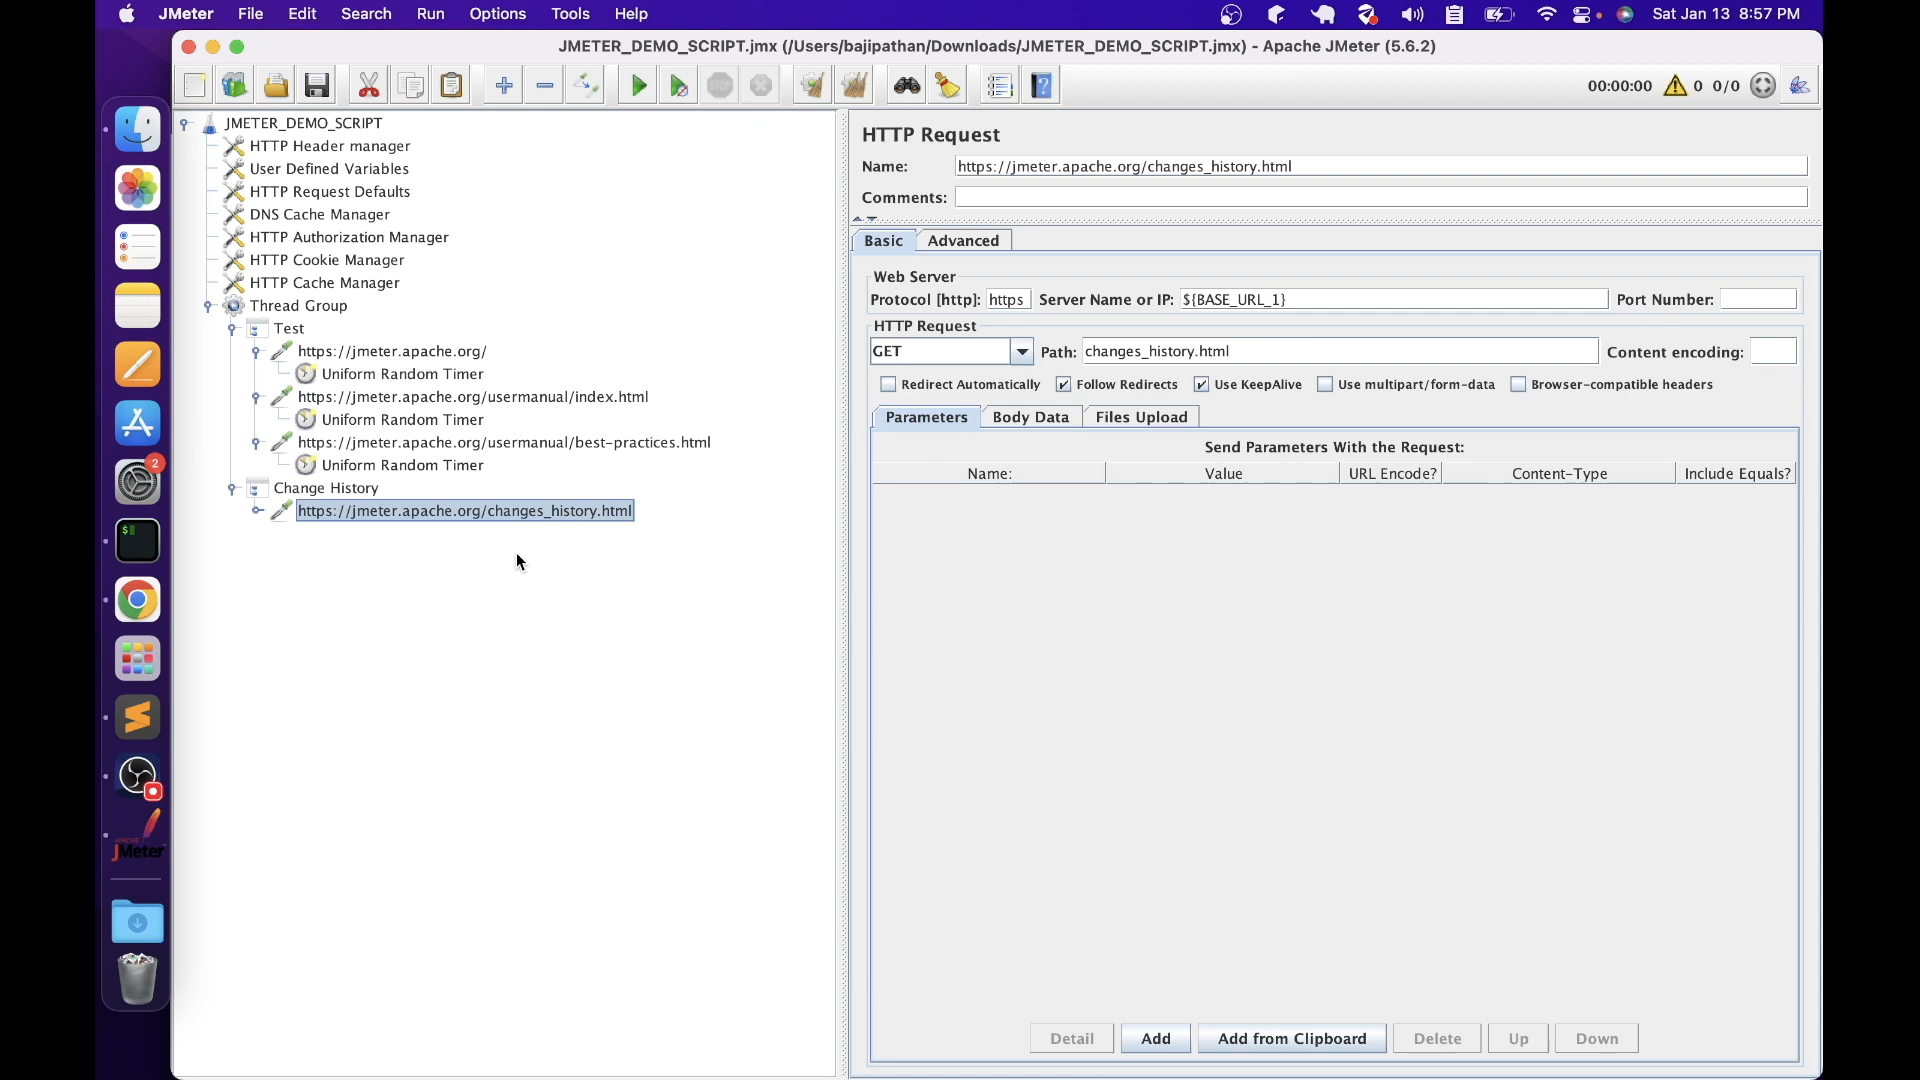 JMeter File Edit Search Run Options Tools Help Sat Jan 13 8:57 PM
JMETER_DEMO_SCRIPT.jmx (/Users/bajipathan/Downloads/JMETER_DEMO_SCRIPT.jmx) - Apache JMeter (5.6.2)
STOP 00:00:00 0 0/0
JMETER_DEMO_SCRIPT
HTTP Header manager
User Defined Variables
HTTP Request Defaults
DNS Cache Manager
HTTP Authorization Manager
HTTP Cookie Manager
HTTP Cache Manager
Thread Group
Test
https://jmeter.apache.org/
Uniform Random Timer
https://jmeter.apache.org/usermanual/index.html
Uniform Random Timer
https://jmeter.apache.org/usermanual/best-practices.html
Uniform Random Timer
Change History
https://jmeter.apache.org/changes_history.html
HTTP Request
Name: https://jmeter.apache.org/changes_history.html
Comments:
Basic Advanced
Web Server
Protocol [http]: https Server Name or IP: ${BASE_URL_1} Port Number:
HTTP Request
GET Path: changes_history.html Content encoding:
Redirect Automatically Follow Redirects Use KeepAlive Use multipart/form-data Browser-compatible headers
Parameters Body Data Files Upload
Send Parameters With the Request:
Name: Value URL Encode? Content-Type Include Equals?
Detail Add Add from Clipboard Delete Up Down
2
$
APACHE
JMeter